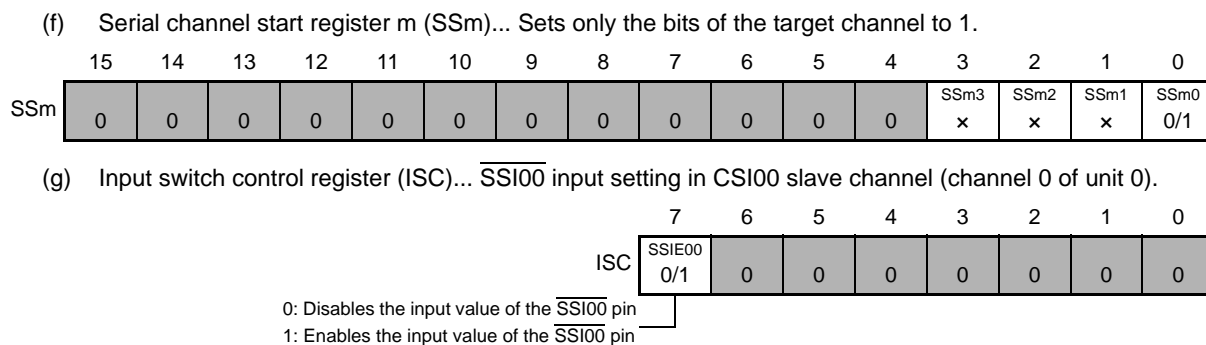 (f) Serial channel start register m (SSm)... Sets only the bits of the target channel to 1.
15 14 13 12 11 10 9 8 7 6 5 4 3 2 1 0
SSm3 SSm2 SSm1 SSm0
SSm 0 0 0 0 0 0 0 0 0 0 0 0 × × × 0/1
(g) Input switch control register (ISC)... SSI00 input setting in CSI00 slave channel (channel 0 of unit 0).
7 6 5 4 3 2 1 0
SSIE00
ISC 0/1 0 0 0 0 0 0 0
0: Disables the input value of the SSI00 pin
1: Enables the input value of the SSI00 pin